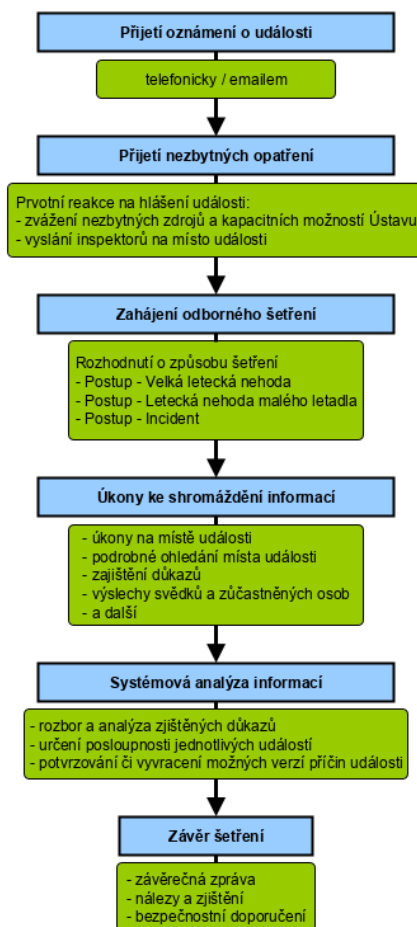 Přijetí oznámení o události
telefonicky / emailem
Přijetí nezbytných opatření
Prvotní reakce na hlášení události:
- zvážení nezbytných zdrojů a kapacitních možností Ústavu
- vyslání inspektorů na místo události
Zahájení odborného šetření
Rozhodnutí o způsobu šetření
- Postup - Velká letecká nehoda
- Postup - Letecká nehoda malého letadla
- Postup - Incident
Úkony ke shromáždění informací
- úkony na místě události
- podrobné ohledání místa události
- zajištění důkazů
- výslechy svědků a zůčastněných osob
- a další
Systémová analýza informací
- rozbor a analýza zjištěných důkazů
- určení posloupnosti jednotlivých událostí
- potvrzování či vyvracení možných verzí příčin události
Závěr šetření
- závěrečná zpráva
- nálezy a zjištění
- bezpečnostní doporučení